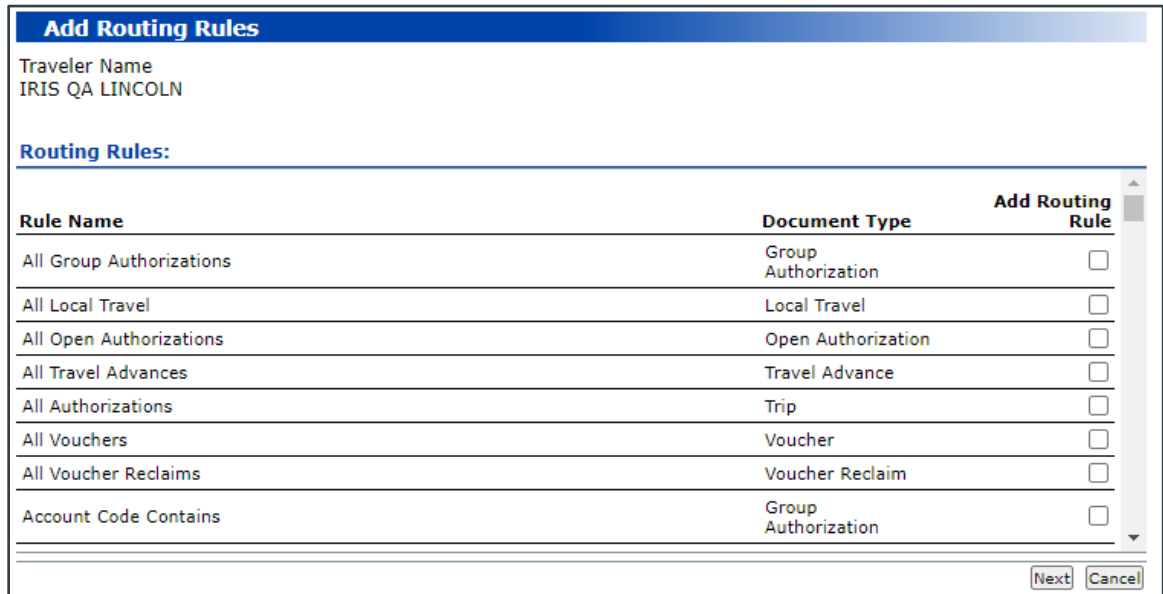 Add Routing Rules
Traveler Name
IRIS QA LINCOLN
Routing Rules:
Rule Name Document Type Add Routing Rule
All Group Authorizations Group Authorization
All Local Travel Local Travel
All Open Authorizations Open Authorization
All Travel Advances Travel Advance
All Authorizations Trip
All Vouchers Voucher
All Voucher Reclaims Voucher Reclaim
Account Code Contains Group Authorization
Next Cancel